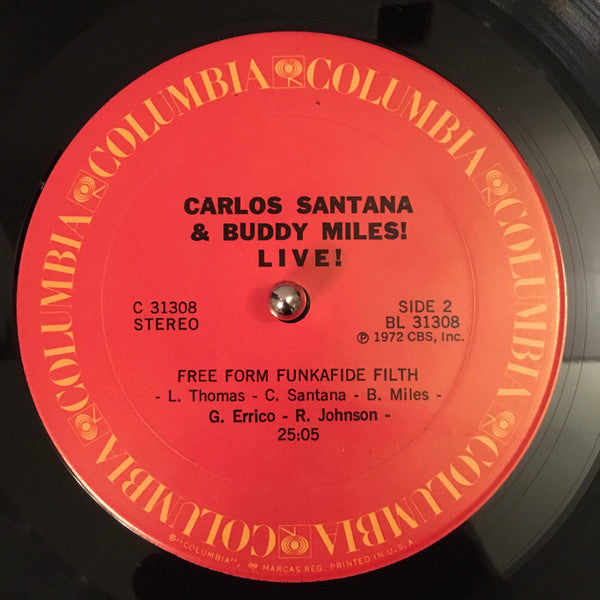 COLUMBIA COLUMBIA COLUMBIA COLUMBIA COLUMBIA COLUMBIA
CARLOS SANTANA
& BUDDY MILES!
LIVE!
C 31308
STEREO
SIDE 2
BL 31308
℗ 1972 CBS, Inc.
FREE FORM FUNKAFIDE FILTH
- L. Thomas - C. Santana - B. Miles -
G. Errico - R. Johnson -
25:05
®"COLUMBIA", MARCAS REG. PRINTED IN U.S.A.